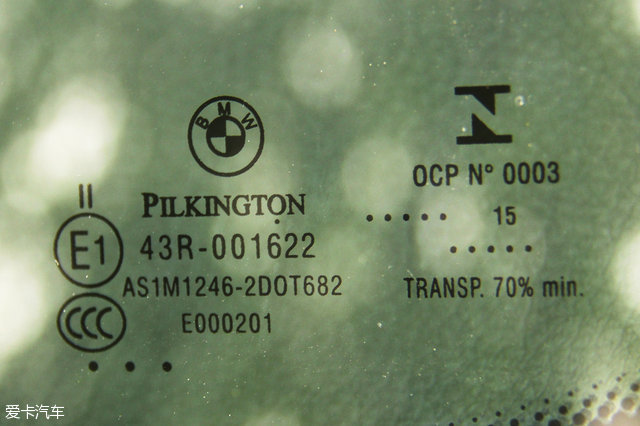 BMW
PILKINGTON
II
E1
43R-001622
AS1M1246-2DOT682
CCC
E000201
OCP N° 0003
15
TRANSP. 70% min.
爱卡汽车